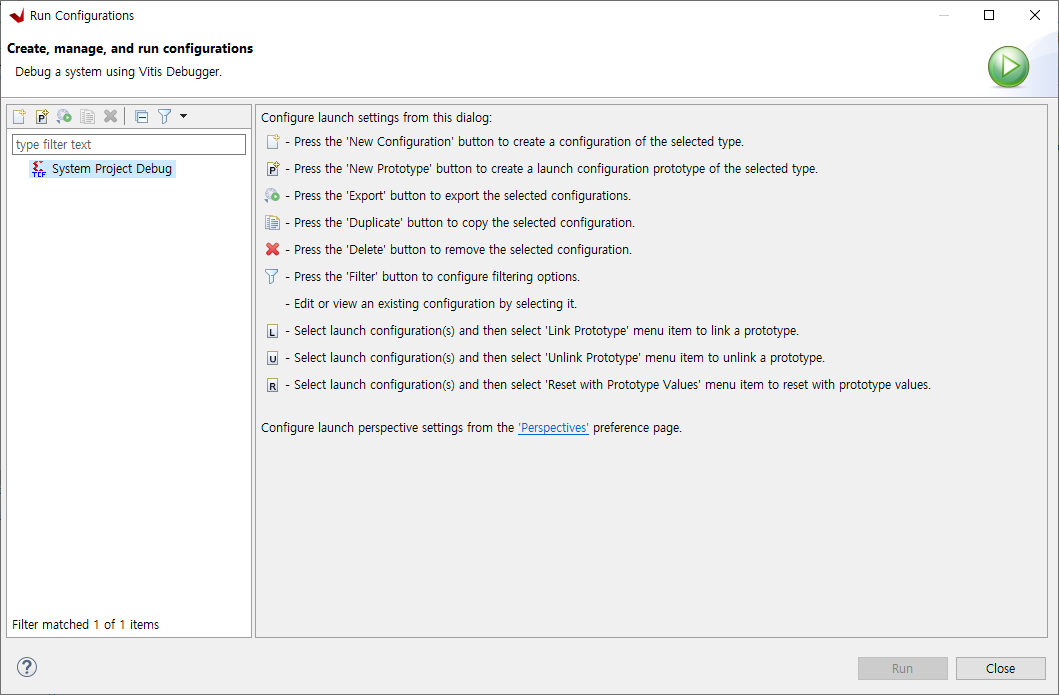 Run Configurations
Create, manage, and run configurations
Debug a system using Vitis Debugger.
type filter text
System Project Debug
TCF
Filter matched 1 of 1 items
Configure launch settings from this dialog:
- Press the 'New Configuration' button to create a configuration of the selected type.
P - Press the 'New Prototype' button to create a launch configuration prototype of the selected type.
- Press the 'Export' button to export the selected configurations.
- Press the 'Duplicate' button to copy the selected configuration.
- Press the 'Delete' button to remove the selected configuration.
- Press the 'Filter' button to configure filtering options.
- Edit or view an existing configuration by selecting it.
L - Select launch configuration(s) and then select 'Link Prototype' menu item to link a prototype.
U - Select launch configuration(s) and then select 'Unlink Prototype' menu item to unlink a prototype.
R - Select launch configuration(s) and then select 'Reset with Prototype Values' menu item to reset with prototype values.
Configure launch perspective settings from the 'Perspectives' preference page.
?
Run
Close